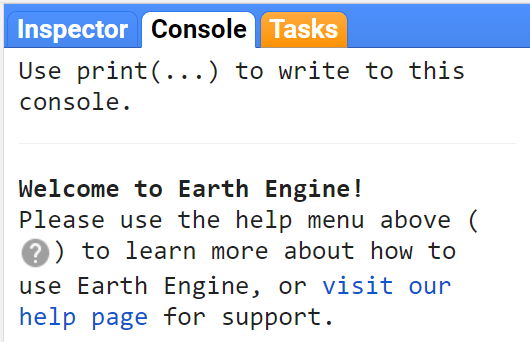 Inspector Console Tasks
Use print(...) to write to this
console.
Welcome to Earth Engine!
Please use the help menu above (
?) to learn more about how to
use Earth Engine, or visit our
help page for support.